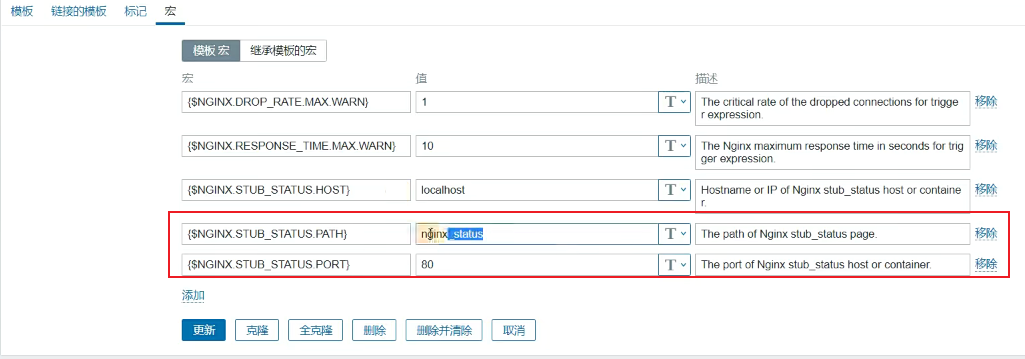 模板 链接的模板 标记 宏
模板 宏 继承模板的宏
宏 值 描述
{$NGINX.DROP_RATE.MAX.WARN} 1 T The critical rate of the dropped connections for trigge
r expression. 移除
{$NGINX.RESPONSE_TIME.MAX.WARN} 10 T The Nginx maximum response time in seconds for trig
ger expression. 移除
{$NGINX.STUB_STATUS.HOST} localhost T Hostname or IP of Nginx stub_status host or containe
r. 移除
{$NGINX.STUB_STATUS.PATH} nginx_status T The path of Nginx stub_status page. 移除
{$NGINX.STUB_STATUS.PORT} 80 T The port of Nginx stub_status host or container. 移除
添加
更新 克隆 全克隆 删除 删除并清除 取消